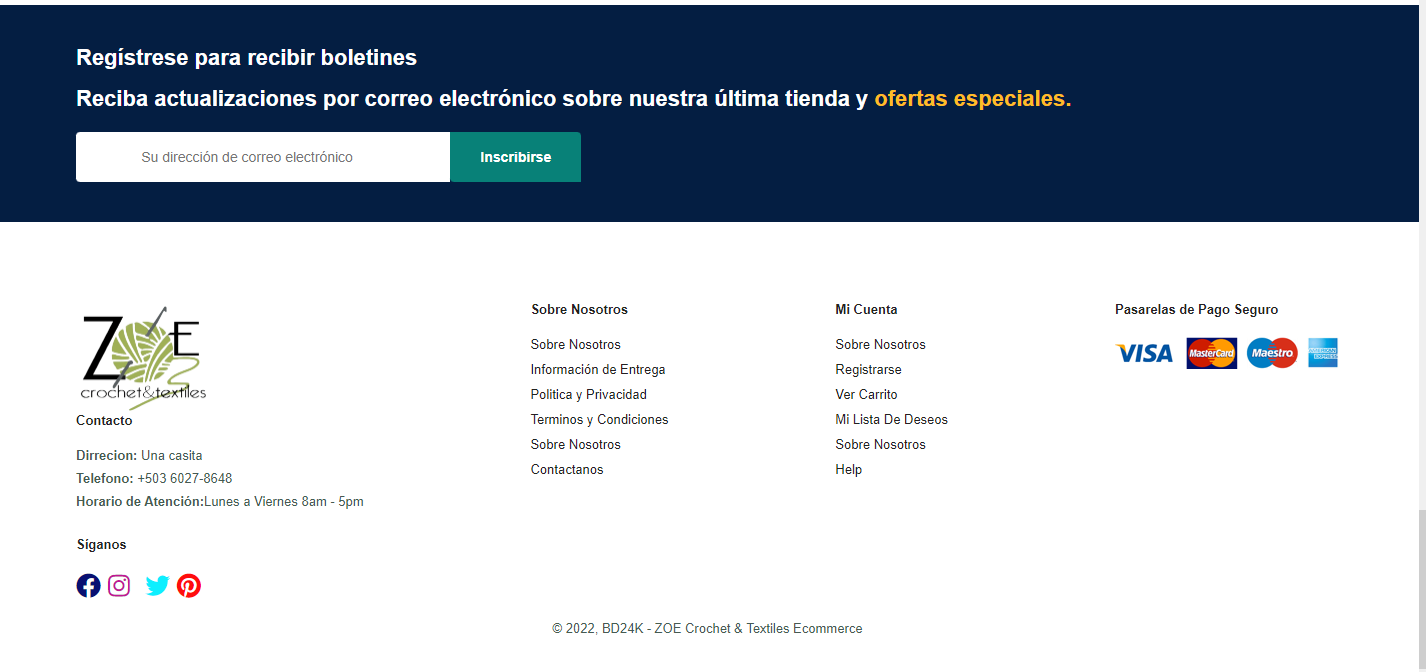 Regístrese para recibir boletines
Reciba actualizaciones por correo electrónico sobre nuestra última tienda y ofertas especiales.
Su dirección de correo electrónico
Inscribirse
ZOE
crochet&textiles
Contacto
Dirrecion: Una casita
Telefono: +503 6027-8648
Horario de Atención:Lunes a Viernes 8am - 5pm
Síganos
Sobre Nosotros
Sobre Nosotros
Información de Entrega
Politica y Privacidad
Terminos y Condiciones
Sobre Nosotros
Contactanos
Mi Cuenta
Sobre Nosotros
Registrarse
Ver Carrito
Mi Lista De Deseos
Sobre Nosotros
Help
Pasarelas de Pago Seguro
VISA
MasterCard
Maestro
AMERICAN
EXPRESS
© 2022, BD24K - ZOE Crochet & Textiles Ecommerce